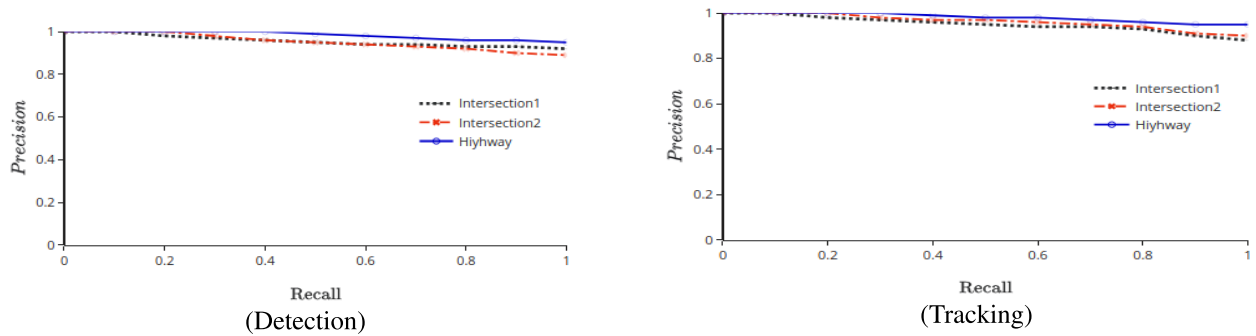 1
0.8
0.6
0.4
0.2
0
Precision
Intersection1
Intersection2
Hiyhway
0 0.2 0.4 0.6 0.8 1
Recall
(Detection)
1
0.8
0.6
0.4
0.2
0
Precision
Intersection1
Intersection2
Hiyhway
0 0.2 0.4 0.6 0.8 1
Recall
(Tracking)